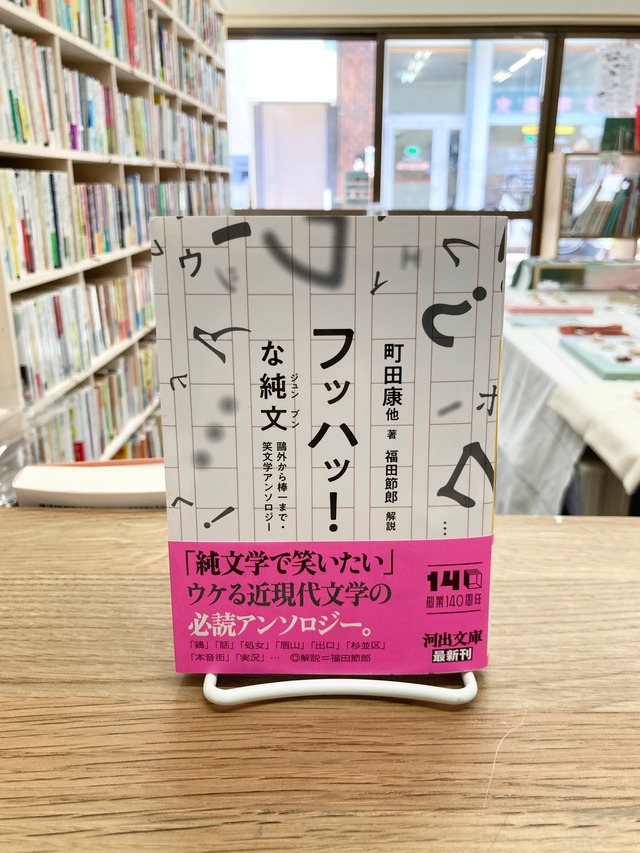 フッハッ!
な純文
ジュン ブン
鷗外から棒一まで・
笑文学アンソロジー
町田康他 著 福田節郎 解説
「純文学で笑いたい」
ウケる近現代文学の
必読アンソロジー。
「鶏」「話」「処女」「眉山」「出口」「杉並区」
「本音街」「実況」… ◎解説=福田節郎
140
創業140周年
河出文庫
最新刊